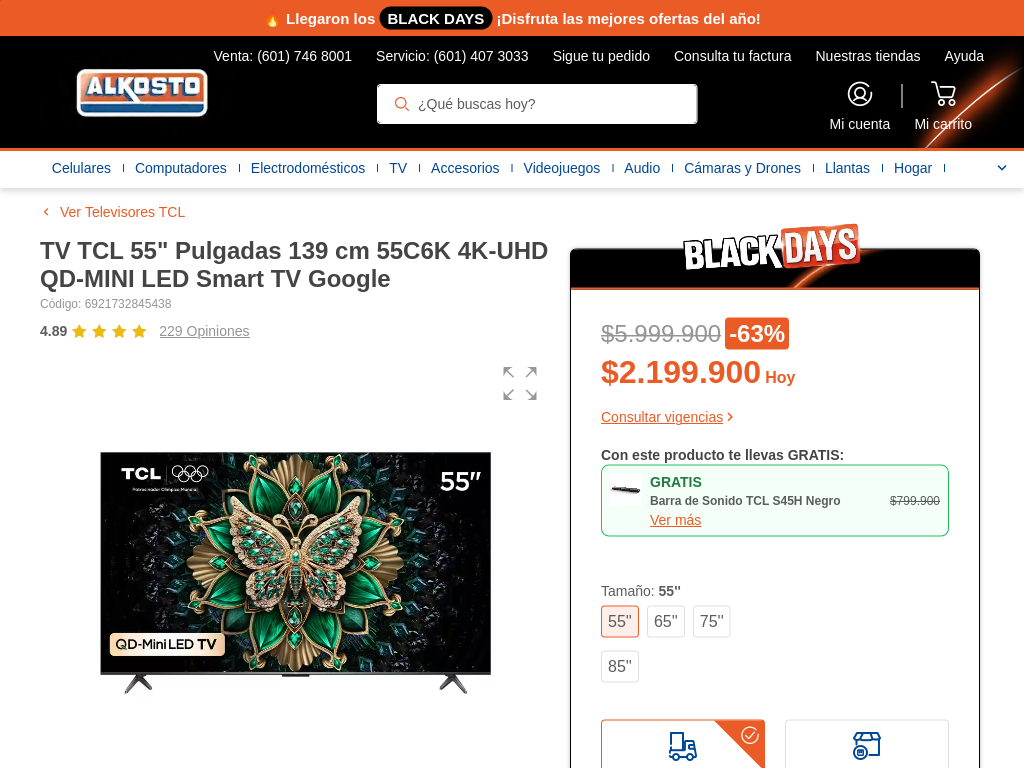 🔥 Llegaron los BLACK DAYS ¡Disfruta las mejores ofertas del año!
Venta: (601) 746 8001 Servicio: (601) 407 3033 Sigue tu pedido Consulta tu factura Nuestras tiendas Ayuda
ALKOSTO
¿Qué buscas hoy?
Mi cuenta Mi carrito
Celulares Computadores Electrodomésticos TV Accesorios Videojuegos Audio Cámaras y Drones Llantas Hogar
Ver Televisores TCL
TV TCL 55" Pulgadas 139 cm 55C6K 4K-UHD
QD-MINI LED Smart TV Google
Código: 6921732845438
4.89 229 Opiniones
TCL
Patrocinador Olímpico Mundial
55"
QD-Mini LED TV
BLACK DAYS
$5.999.900 -63%
$2.199.900 Hoy
Consultar vigencias
Con este producto te llevas GRATIS:
GRATIS
Barra de Sonido TCL S45H Negro $799.900
Ver más
Tamaño: 55"
55" 65" 75"
85"